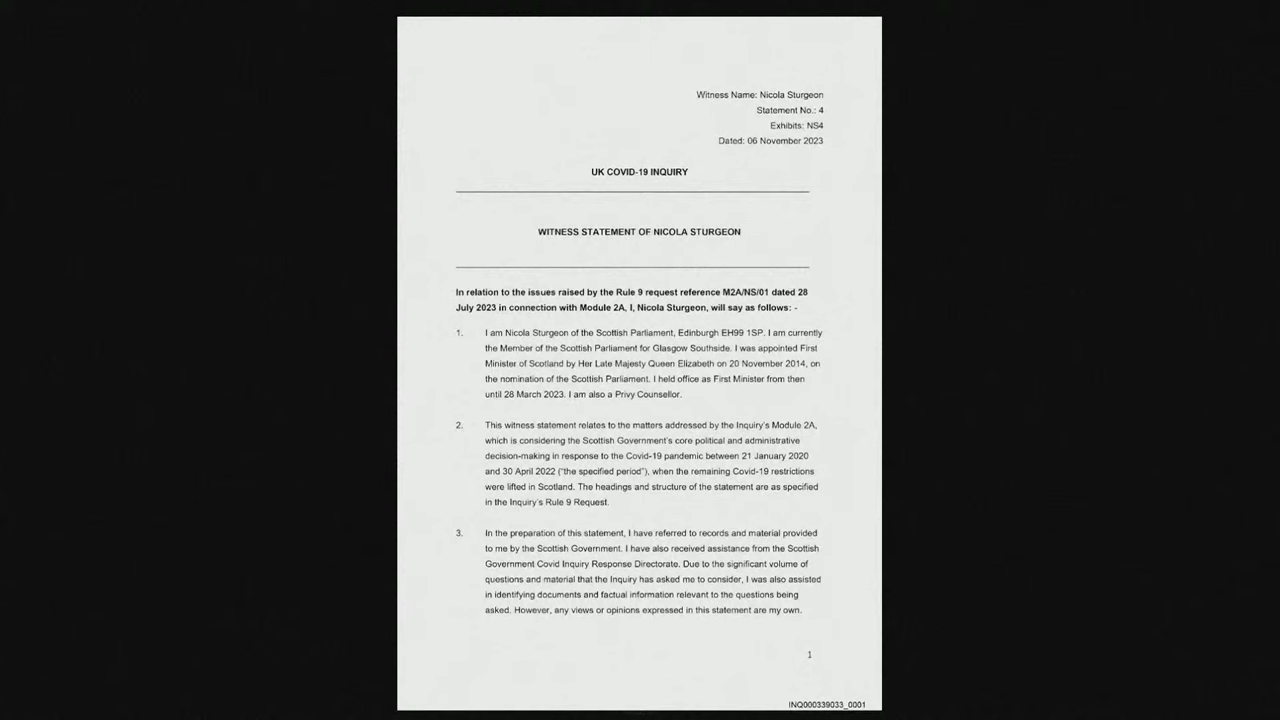 Witness Name: Nicola Sturgeon
Statement No.: 4
Exhibits: NS4
Dated: 06 November 2023
UK COVID-19 INQUIRY
WITNESS STATEMENT OF NICOLA STURGEON
In relation to the issues raised by the Rule 9 request reference M2A/NS/01 dated 28
July 2023 in connection with Module 2A, I, Nicola Sturgeon, will say as follows: -
1. I am Nicola Sturgeon of the Scottish Parliament, Edinburgh EH99 1SP. I am currently
the Member of the Scottish Parliament for Glasgow Southside. I was appointed First
Minister of Scotland by Her Late Majesty Queen Elizabeth on 20 November 2014, on
the nomination of the Scottish Parliament. I held office as First Minister from then
until 28 March 2023. I am also a Privy Counsellor.
2. This witness statement relates to the matters addressed by the Inquiry's Module 2A,
which is considering the Scottish Government's core political and administrative
decision-making in response to the Covid-19 pandemic between 21 January 2020
and 30 April 2022 ("the specified period"), when the remaining Covid-19 restrictions
were lifted in Scotland. The headings and structure of the statement are as specified
in the Inquiry's Rule 9 Request.
3. In the preparation of this statement, I have referred to records and material provided
to me by the Scottish Government. I have also received assistance from the Scottish
Government Covid Inquiry Response Directorate. Due to the significant volume of
questions and material that the Inquiry has asked me to consider, I was also assisted
in identifying documents and factual information relevant to the questions being
asked. However, any views or opinions expressed in this statement are my own.
1
INQ000339033_0001